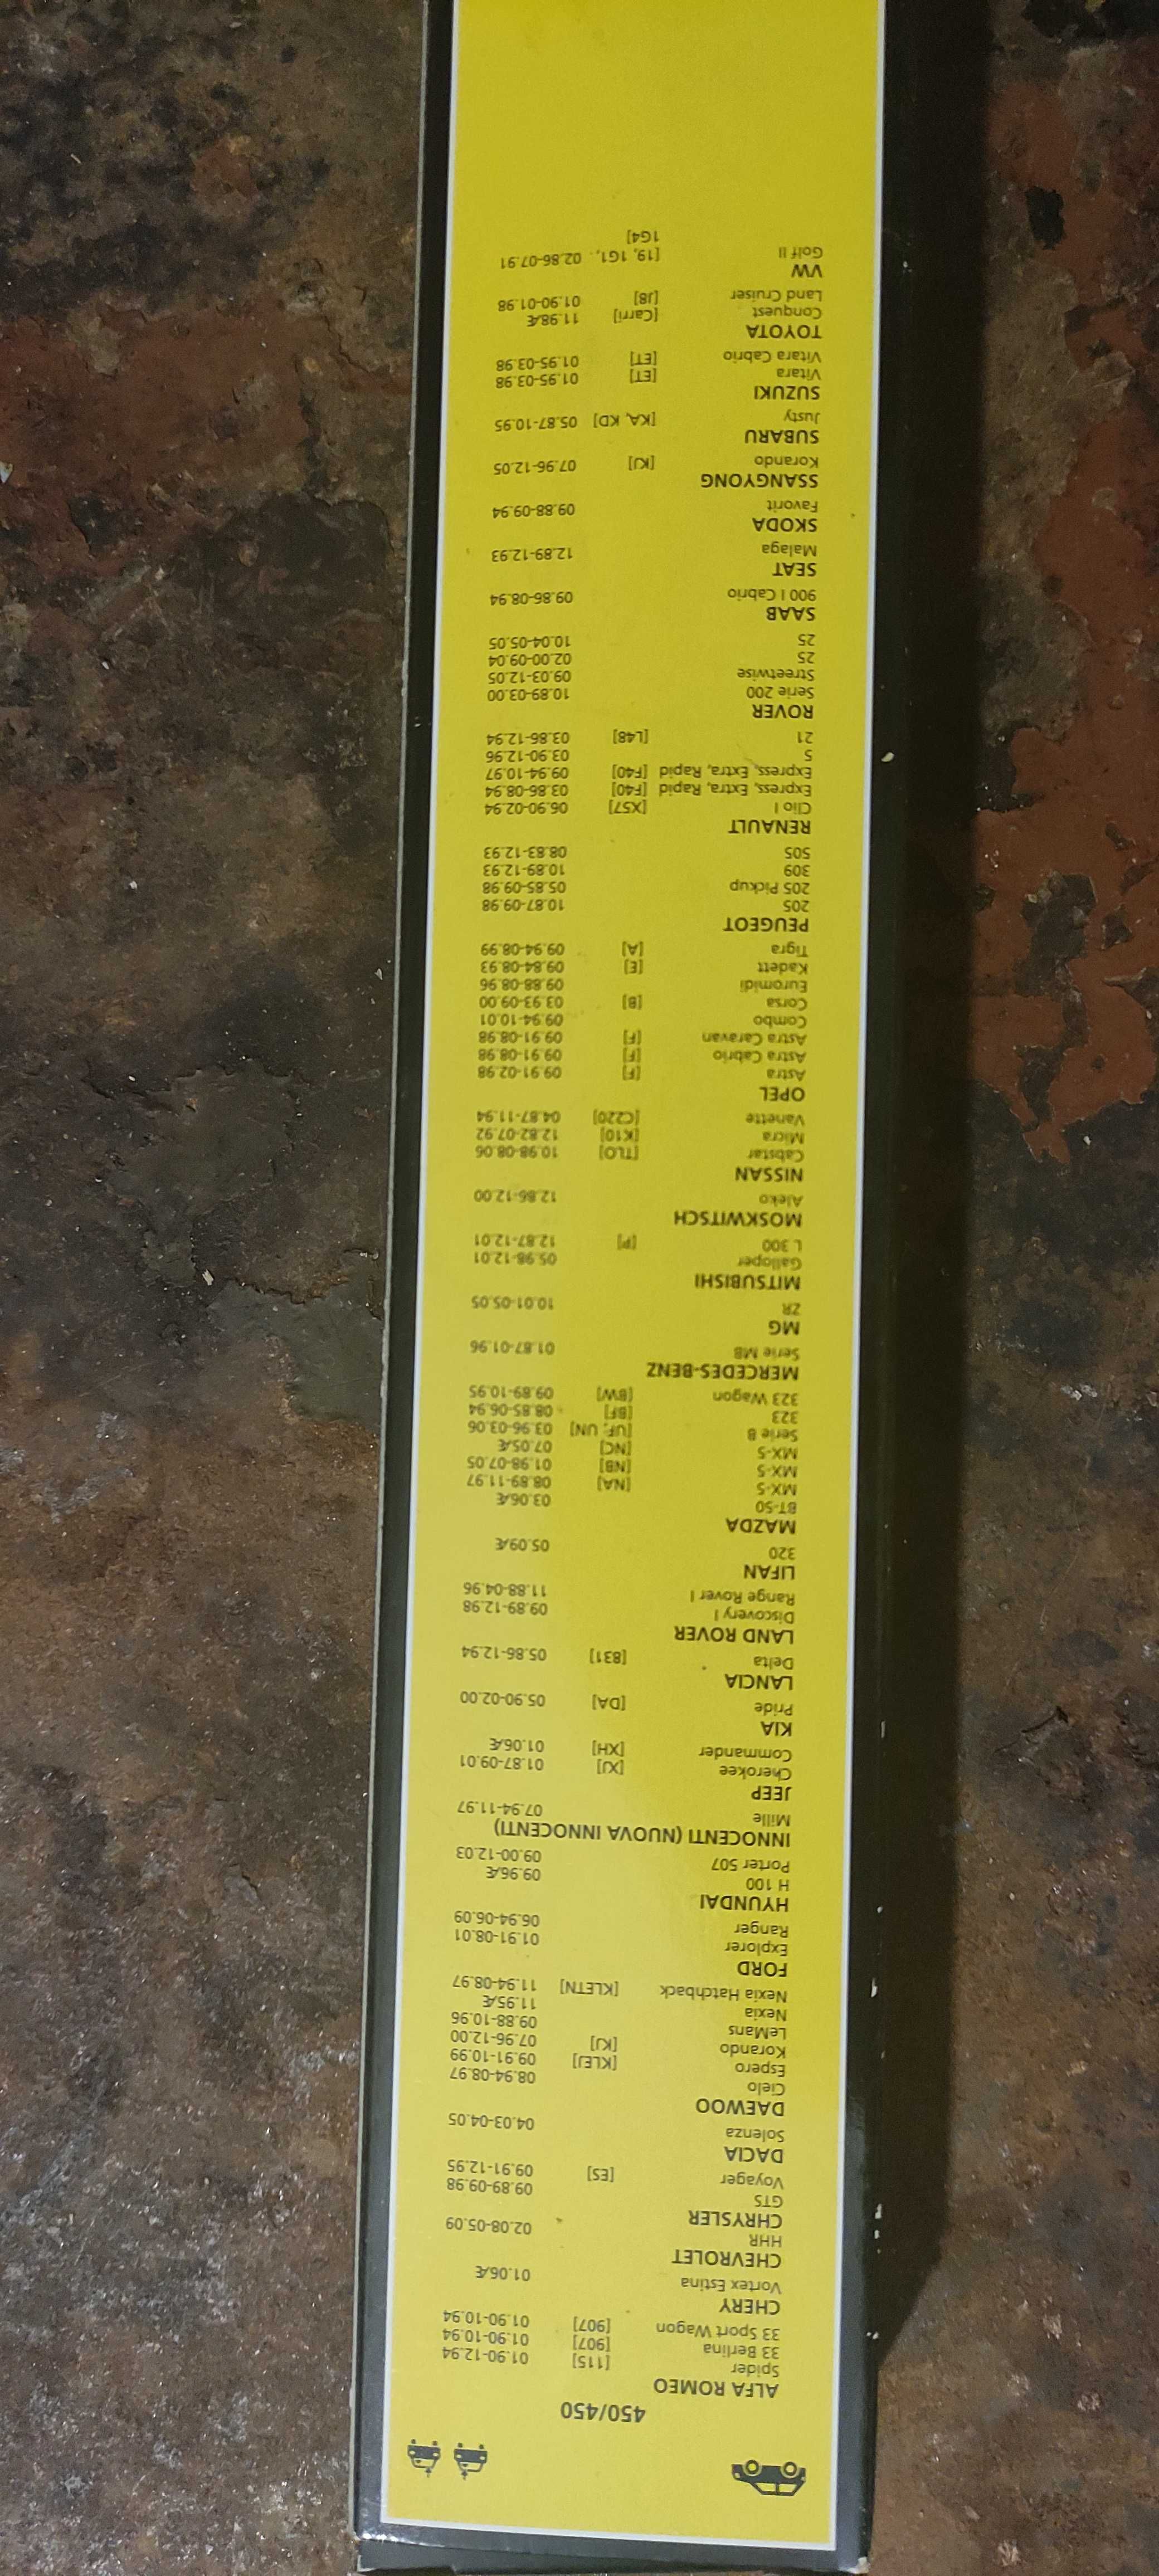 450/450
ALFA ROMEO
Spider [115] 01.90-12.94
33 Berlina [907] 01.90-10.94
33 Sport Wagon [907] 01.90-10.94
CHERY
Vortex Estina 01.06Æ
CHEVROLET
HHR 02.08-05.09
CHRYSLER
GTS 09.89-09.98
Voyager [ES] 09.91-12.95
DACIA
Solenza 04.03-04.05
DAEWOO
Cielo 08.94-08.97
Espero [KLEJ] 09.91-10.99
Korando [KJ] 07.96-12.00
LeMans 09.88-10.96
Nexia 11.95Æ
Nexia Hatchback [KLETN] 11.94-08.97
FORD
Explorer 01.91-08.01
Ranger 06.94-06.09
HYUNDAI
H 100 09.96Æ
Porter 507 09.00-12.03
INNOCENTI (NUOVA INNOCENTI)
Mille 07.94-11.97
JEEP
Cherokee [XJ] 01.87-09.01
Commander [XH] 01.06Æ
KIA
Pride [DA] 05.90-02.00
LANCIA
Delta [831] 05.86-12.94
LAND ROVER
Discovery I 09.89-12.98
Range Rover I 11.88-04.96
LIFAN
320 05.09Æ
MAZDA
BT-50 03.06Æ
MX-5 [NA] 08.89-11.97
MX-5 [NB] 01.98-07.05
MX-5 [NC] 07.05Æ
Serie B [UF, UN] 03.96-03.06
323 [BF] 08.85-06.94
323 Wagon [BW] 09.89-10.95
MERCEDES-BENZ
Serie MB 01.87-01.96
MG
ZR 10.01-05.05
MITSUBISHI
Galloper 05.98-12.01
L 300 [P] 12.87-12.01
MOSKWITSCH
Aleko 12.86-12.00
NISSAN
Cabstar [TLO] 10.98-08.06
Micra [K10] 12.82-07.92
Vanette [C220] 04.87-11.94
OPEL
Astra [F] 09.91-02.98
Astra Cabrio [F] 09.91-08.98
Astra Caravan [F] 09.91-08.98
Combo 09.94-10.01
Corsa [B] 03.93-09.00
Euromidi 09.88-08.96
Kadett [E] 09.84-08.93
Tigra [A] 09.94-08.99
PEUGEOT
205 10.87-09.98
205 Pickup 05.85-09.98
309 10.89-12.93
505 08.83-12.93
RENAULT
Clio I [X57] 06.90-02.94
Express, Extra, Rapid [F40] 03.86-08.94
Express, Extra, Rapid [F40] 09.94-10.97
5 03.90-12.96
21 [L48] 03.86-12.94
ROVER
Serie 200 10.89-03.00
Streetwise 09.03-12.05
25 02.00-09.04
25 10.04-05.05
SAAB
900 I Cabrio 09.86-08.94
SEAT
Malaga 12.89-12.93
SKODA
Favorit 09.88-09.94
SSANGYONG
Korando [KJ] 07.96-12.05
SUBARU
Justy [KA, KD] 05.87-10.95
SUZUKI
Vitara [ET] 01.95-03.98
Vitara Cabrio [ET] 01.95-03.98
TOYOTA
Conquest [Carri] 11.98Æ
Land Cruiser [J8] 01.90-01.98
VW
Golf II [19, 1G1, 02.86-07.91
1G4]